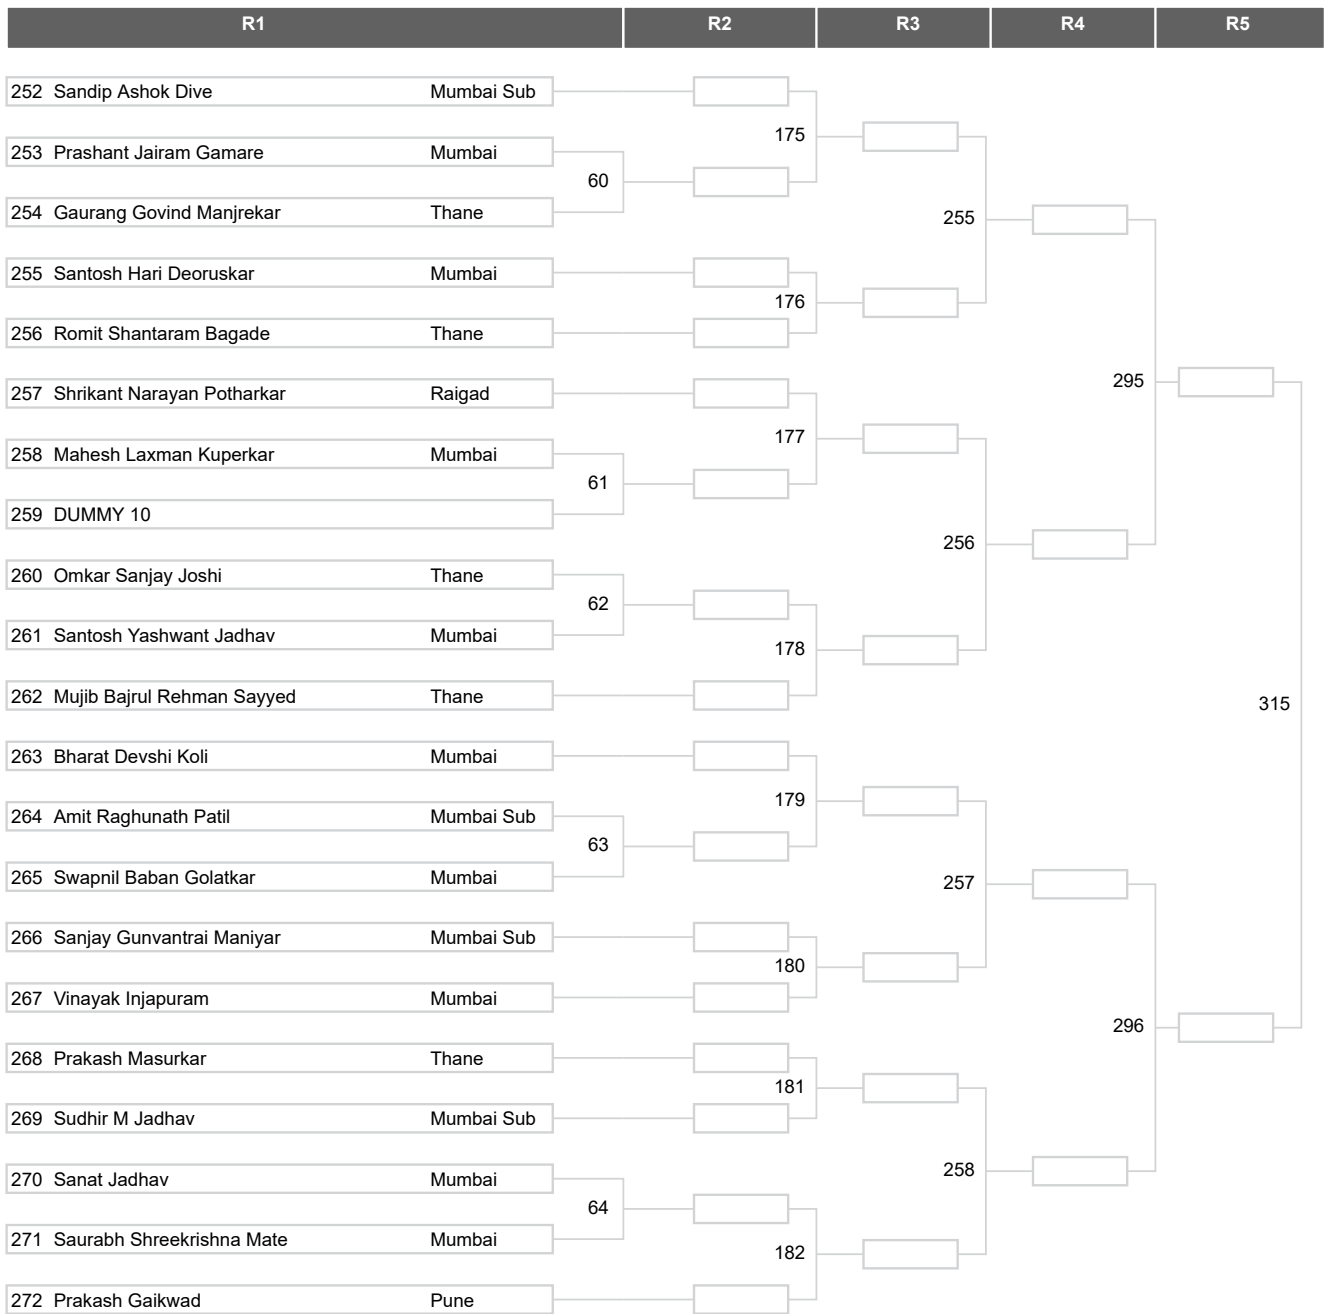 R1 R2 R3 R4 R5
252 Sandip Ashok Dive Mumbai Sub
175
253 Prashant Jairam Gamare Mumbai
60
254 Gaurang Govind Manjrekar Thane
255
255 Santosh Hari Deoruskar Mumbai
176
256 Romit Shantaram Bagade Thane
295
257 Shrikant Narayan Potharkar Raigad
177
258 Mahesh Laxman Kuperkar Mumbai
61
259 DUMMY 10
256
260 Omkar Sanjay Joshi Thane
62
261 Santosh Yashwant Jadhav Mumbai
178
262 Mujib Bajrul Rehman Sayyed Thane
315
263 Bharat Devshi Koli Mumbai
179
264 Amit Raghunath Patil Mumbai Sub
63
265 Swapnil Baban Golatkar Mumbai
257
266 Sanjay Gunvantrai Maniyar Mumbai Sub
180
267 Vinayak Injapuram Mumbai
296
268 Prakash Masurkar Thane
181
269 Sudhir M Jadhav Mumbai Sub
258
270 Sanat Jadhav Mumbai
64
271 Saurabh Shreekrishna Mate Mumbai
182
272 Prakash Gaikwad Pune